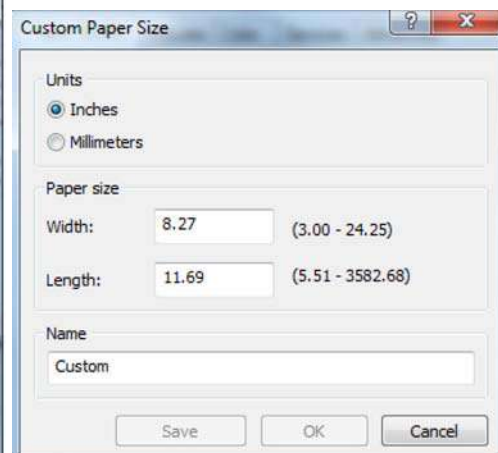 Custom Paper Size
Units
Inches
Millimeters
Paper size
Width: 8.27 (3.00 - 24.25)
Length: 11.69 (5.51 - 3582.68)
Name
Custom
Save OK Cancel